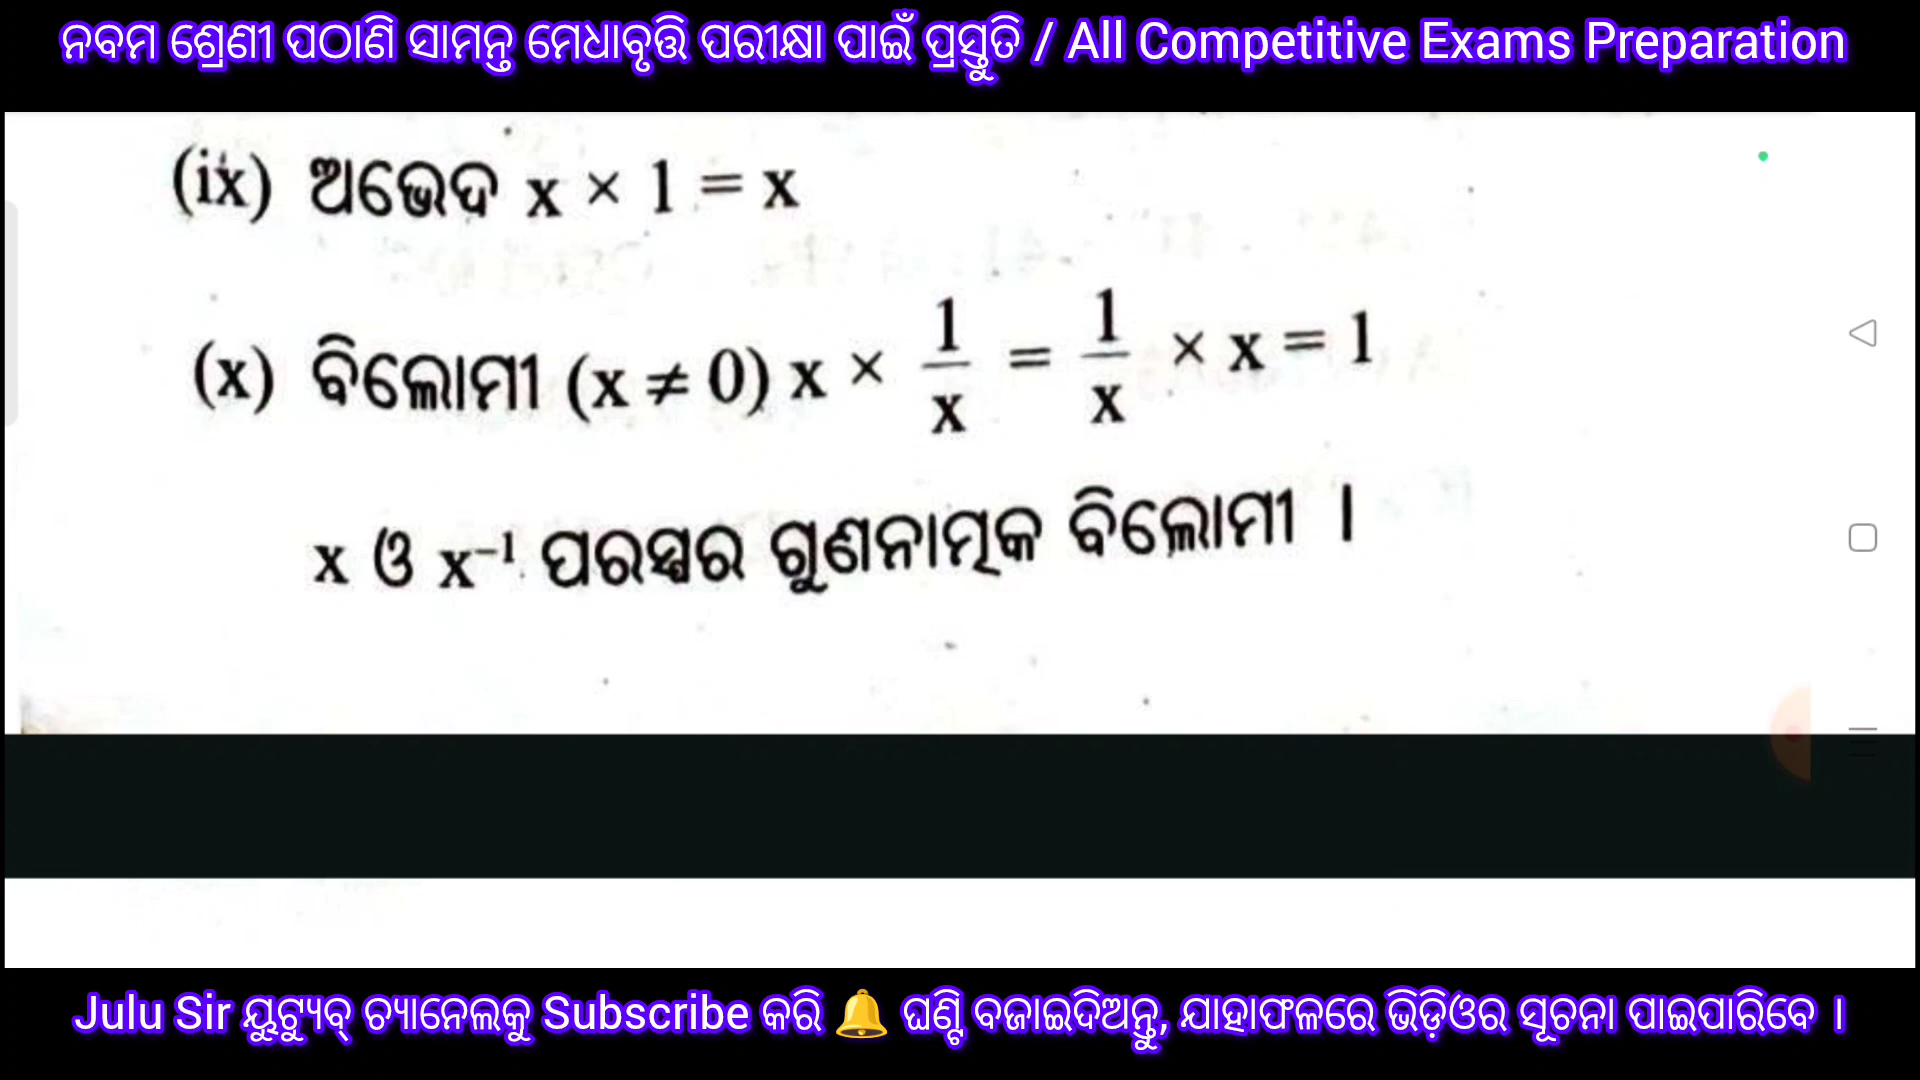 ନବମ ଶ୍ରେଣୀ ପଠାଣି ସାମନ୍ତ ମେଧାବୃତ୍ତି ପରୀକ୍ଷା ପାଇଁ ପ୍ରସ୍ତୁତି / All Competitive Exams Preparation
(ix) ଅଭେଦ x × 1 = x
(x) ବିଲୋମୀ (x ≠ 0) x × 1/x = 1/x × x = 1
x ଓ x⁻¹ ପରସ୍ପର ଗୁଣନାତ୍ମକ ବିଲୋମୀ ।
Julu Sir ୟୁଟ୍ୟୁବ୍ ଚ୍ୟାନେଲକୁ Subscribe କରି 🔔 ଘଣ୍ଟି ବଜାଇଦିଅନ୍ତୁ, ଯାହାଫଳରେ ଭିଡ଼ିଓର ସୂଚନା ପାଇପାରିବେ ।